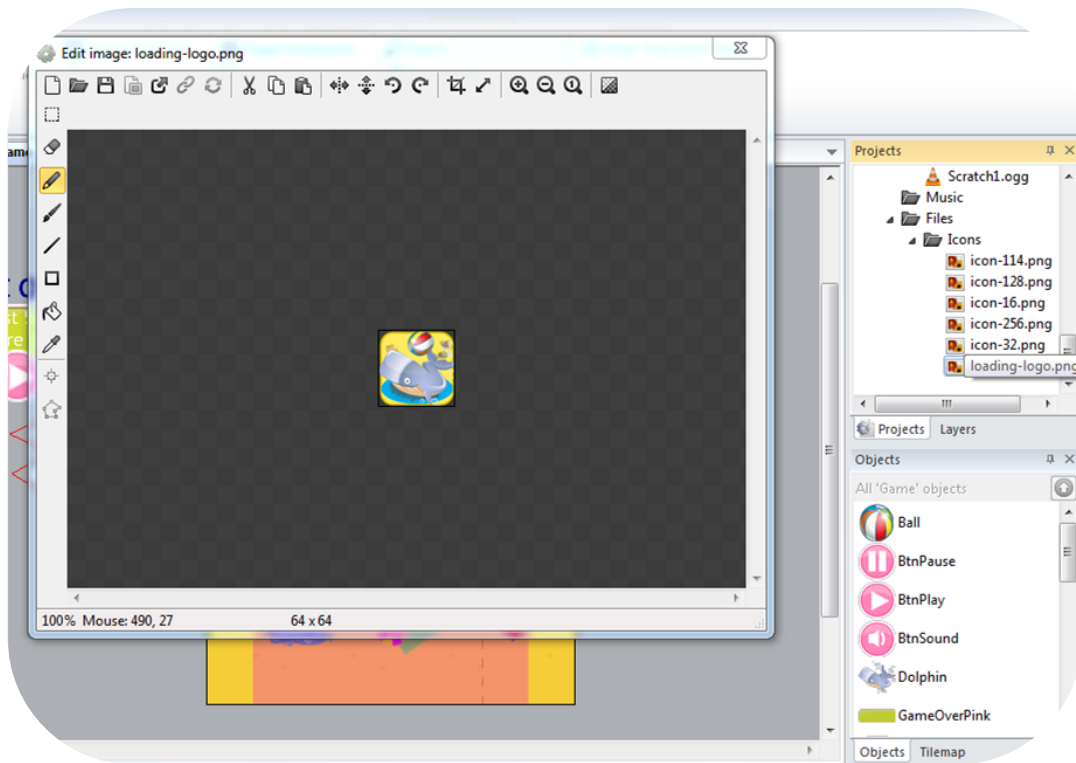 Edit image: loading-logo.png
Projects
Scratch1.ogg
Music
Files
Icons
icon-114.png
icon-128.png
icon-16.png
icon-256.png
icon-32.png
loading-logo.png
Projects Layers
Objects
All 'Game' objects
Ball
BtnPause
BtnPlay
BtnSound
Dolphin
GameOverPink
Objects Tilemap
100% Mouse: 490, 27 64 x 64